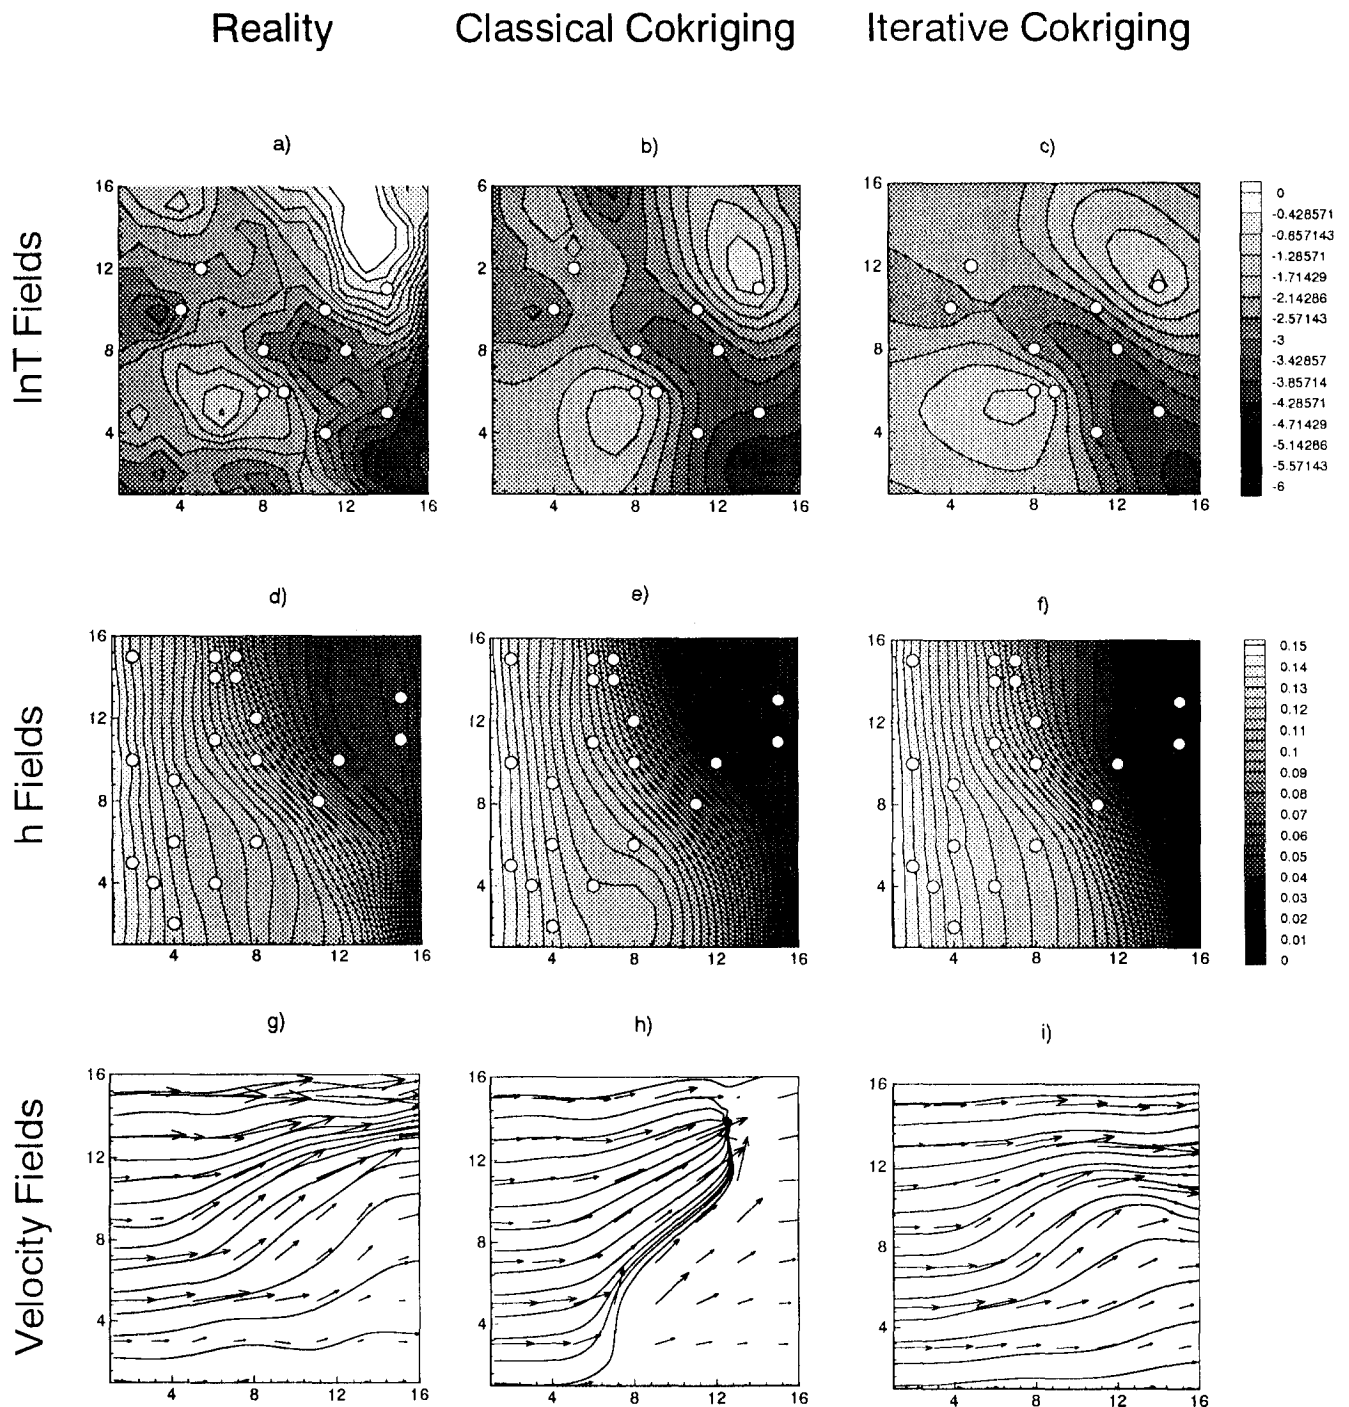 Reality Classical Cokriging Iterative Cokriging
a) b) c)
lnT Fields
16 12 8 4
4 8 12 16
6 2 8 4
4 8 12 16
16 12 8 4
4 8 12 16
0
-0.428571
-0.857143
-1.28571
-1.71429
-2.14286
-2.57143
-3
-3.42857
-3.85714
-4.28571
-4.71429
-5.14286
-5.57143
-6
d) e) f)
h Fields
16 12 8 4
4 8 12 16
16 12 8 4
4 8 12 16
16 12 8 4
4 8 12 16
0.15
0.14
0.13
0.12
0.11
0.1
0.09
0.08
0.07
0.06
0.05
0.04
0.03
0.02
0.01
0
g) h) i)
Velocity Fields
16 12 8 4
4 8 12 16
16 12 8 4
4 8 12 16
16 12 8 4
4 8 12 16